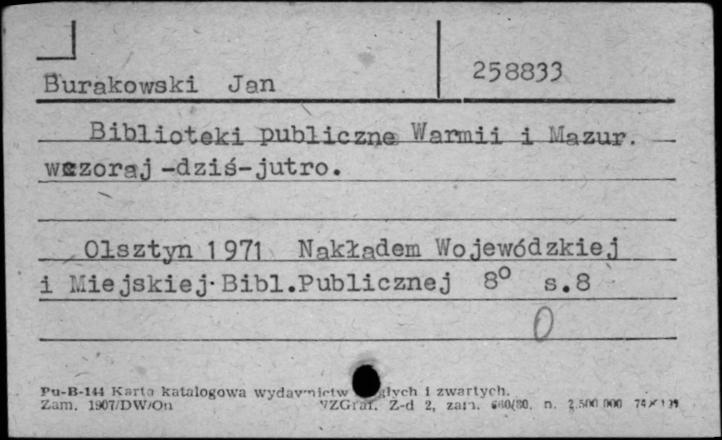 Burakowski Jan 258833
Biblioteki publiczne Warmii i Mazur.
wczoraj-dziś-jutro.
Olsztyn 1971 Nakładem Wojewódzkiej
i Miejskiej Bibl.Publicznej 8° s.8
0
Pu-B-144 Karta katalogowa wydawnictw ciągłych i zwartych.
Zam. 1907/DW/On WZGraf. Z-d 2, zam. 680/80, n. 2.500 000